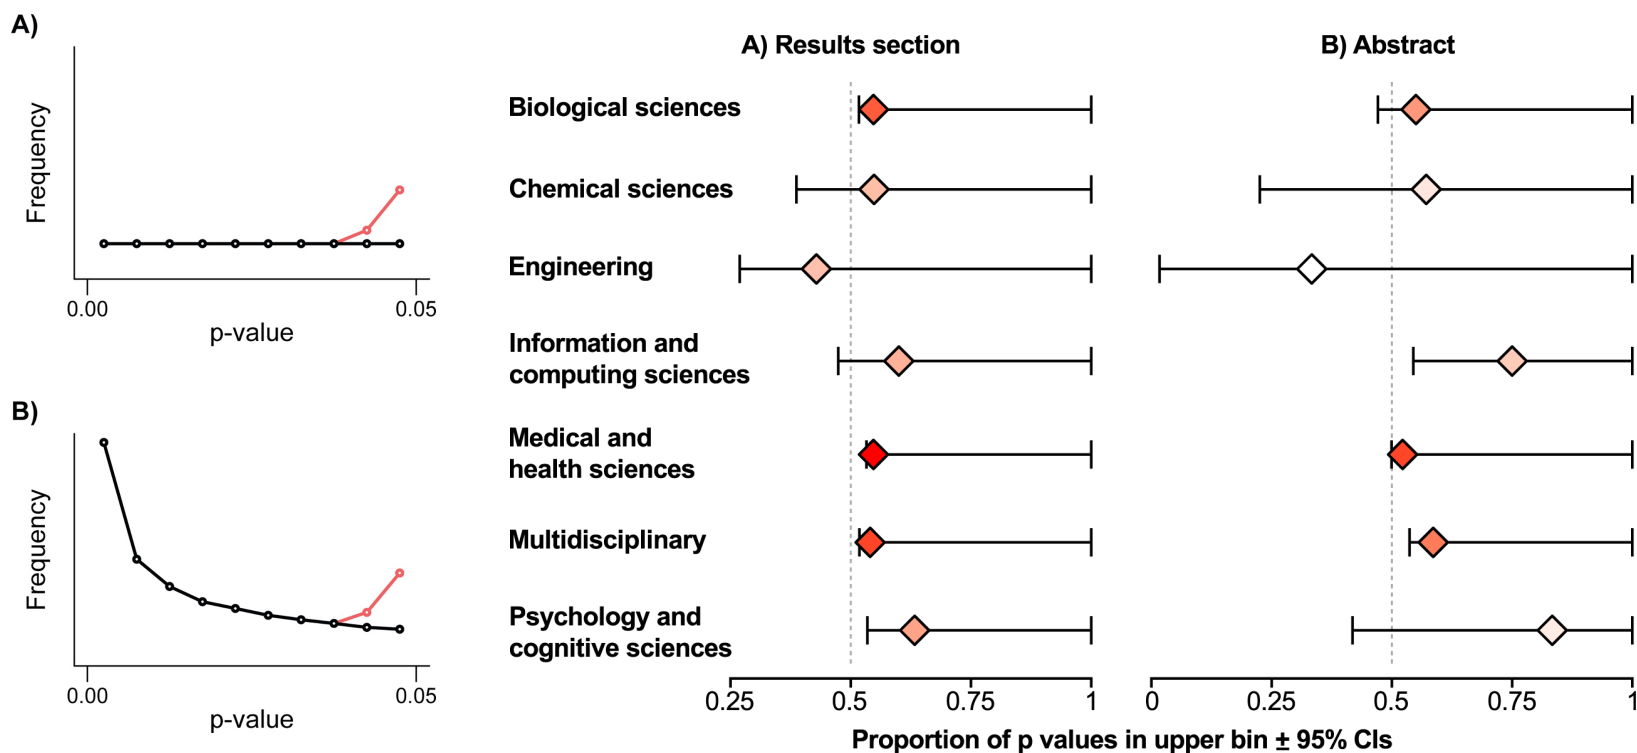 A)
Frequency
0.00
0.05
p-value
B)
Frequency
0.00
0.05
p-value
A) Results section
B) Abstract
Biological sciences
Chemical sciences
Engineering
Information and
computing sciences
Medical and
health sciences
Multidisciplinary
Psychology and
cognitive sciences
0.25 0.5 0.75 1
0 0.25 0.5 0.75 1
Proportion of p values in upper bin ± 95% CIs